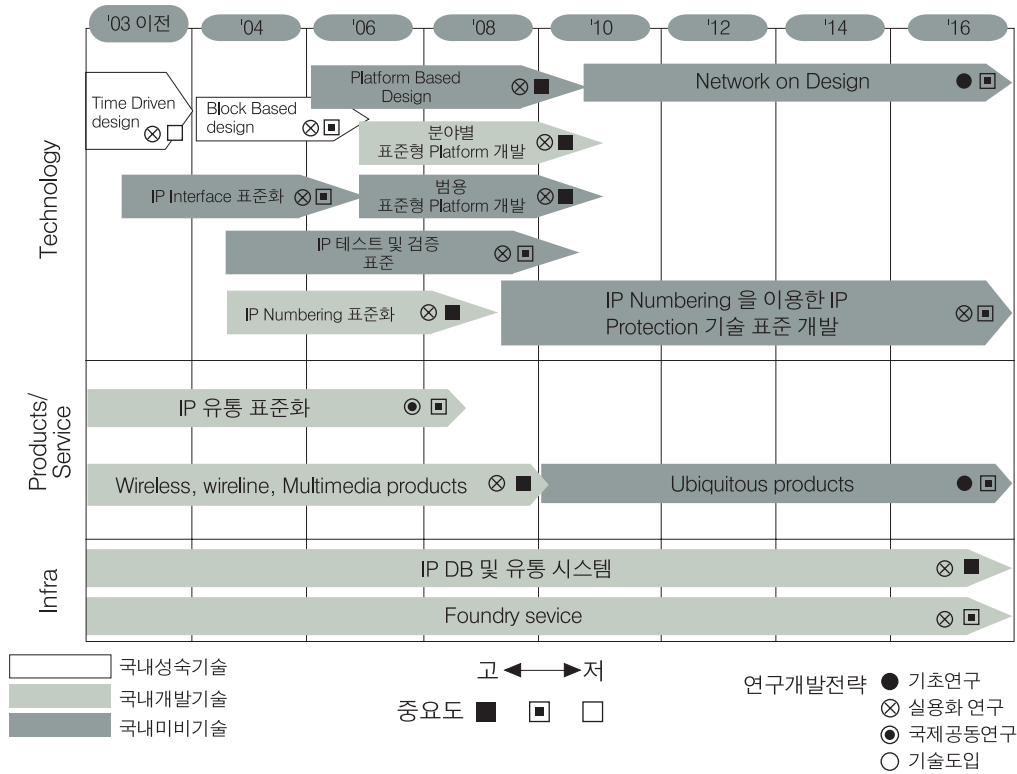 '03 이전
'04
'06
'08
'10
'12
'14
'16
Technology
Time Driven
design
Block Based
design
Platform Based
Design
Network on Design
분야별
표준형 Platform 개발
IP Interface 표준화
범용
표준형 Platform 개발
IP 테스트 및 검증
표준
IP Numbering 표준화
IP Numbering 을 이용한 IP
Protection 기술 표준 개발
Products/
Service
IP 유통 표준화
Wireless, wireline, Multimedia products
Ubiquitous products
Infra
IP DB 및 유통 시스템
Foundry sevice
국내성숙기술
국내개발기술
국내미비기술
고 저
중요도
연구개발전략
기초연구
실용화 연구
국제공동연구
기술도입